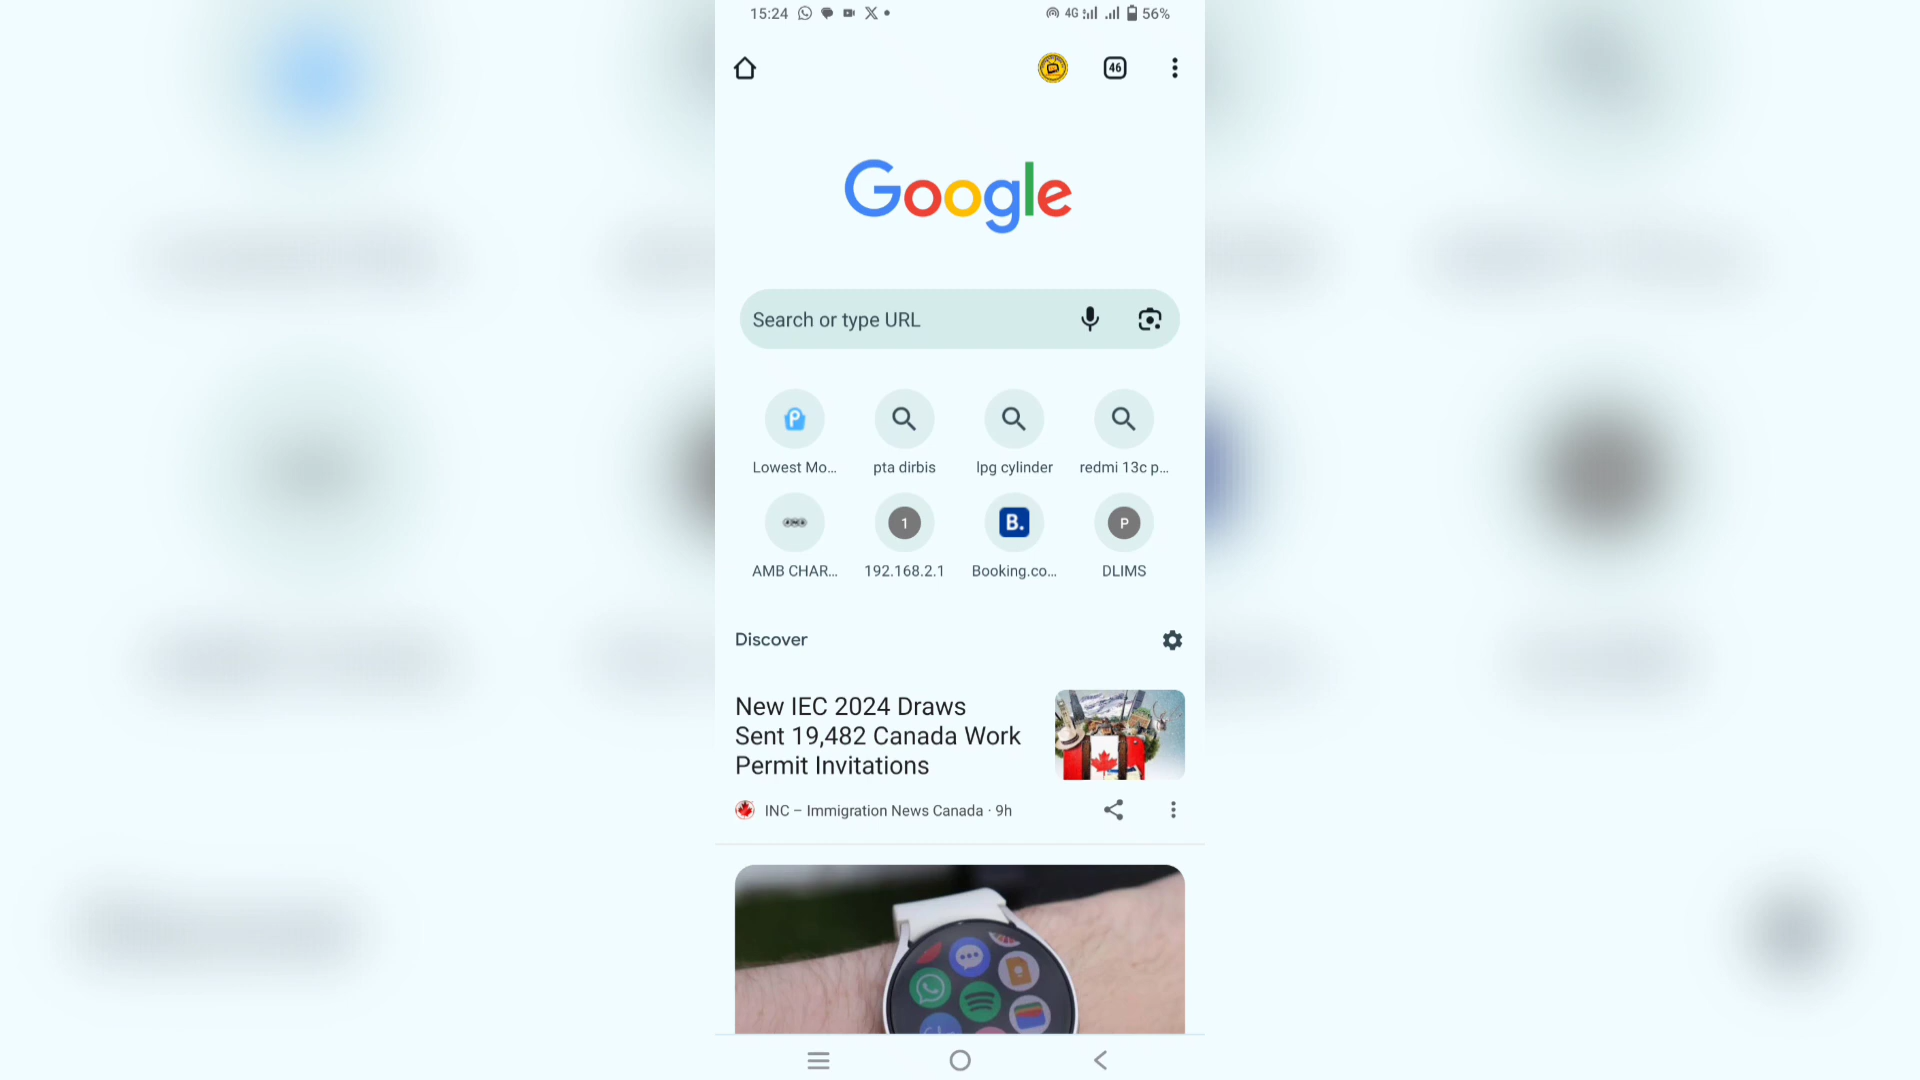 15:24 4G 56%
46
Google
Search or type URL
Lowest Mo... pta dirbis lpg cylinder redmi 13c p...
1 B. P
AMB CHAR... 192.168.2.1 Booking.co... DLIMS
Discover
New IEC 2024 Draws
Sent 19,482 Canada Work
Permit Invitations
INC – Immigration News Canada · 9h